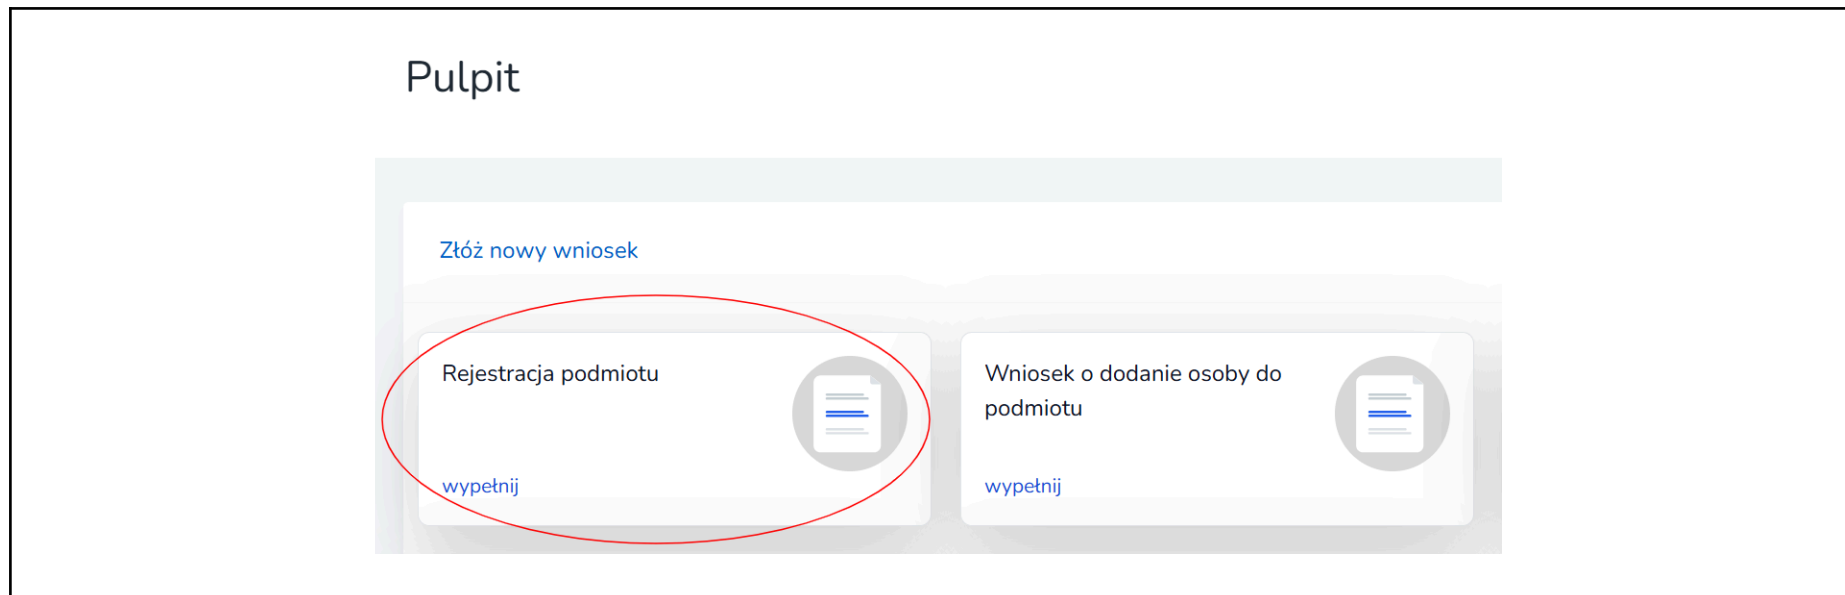 Pulpit
Złóż nowy wniosek
Rejestracja podmiotu
wypełnij
Wniosek o dodanie osoby do
podmiotu
wypełnij